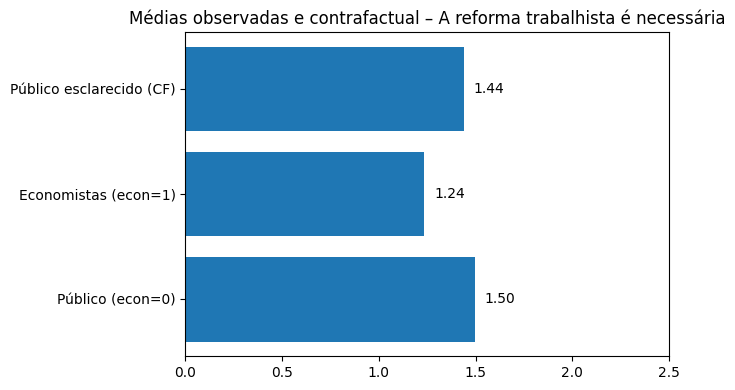 Médias observadas e contrafactual – A reforma trabalhista é necessária
Público esclarecido (CF)
1.44
Economistas (econ=1)
1.24
Público (econ=0)
1.50
0.0
0.5
1.0
1.5
2.0
2.5